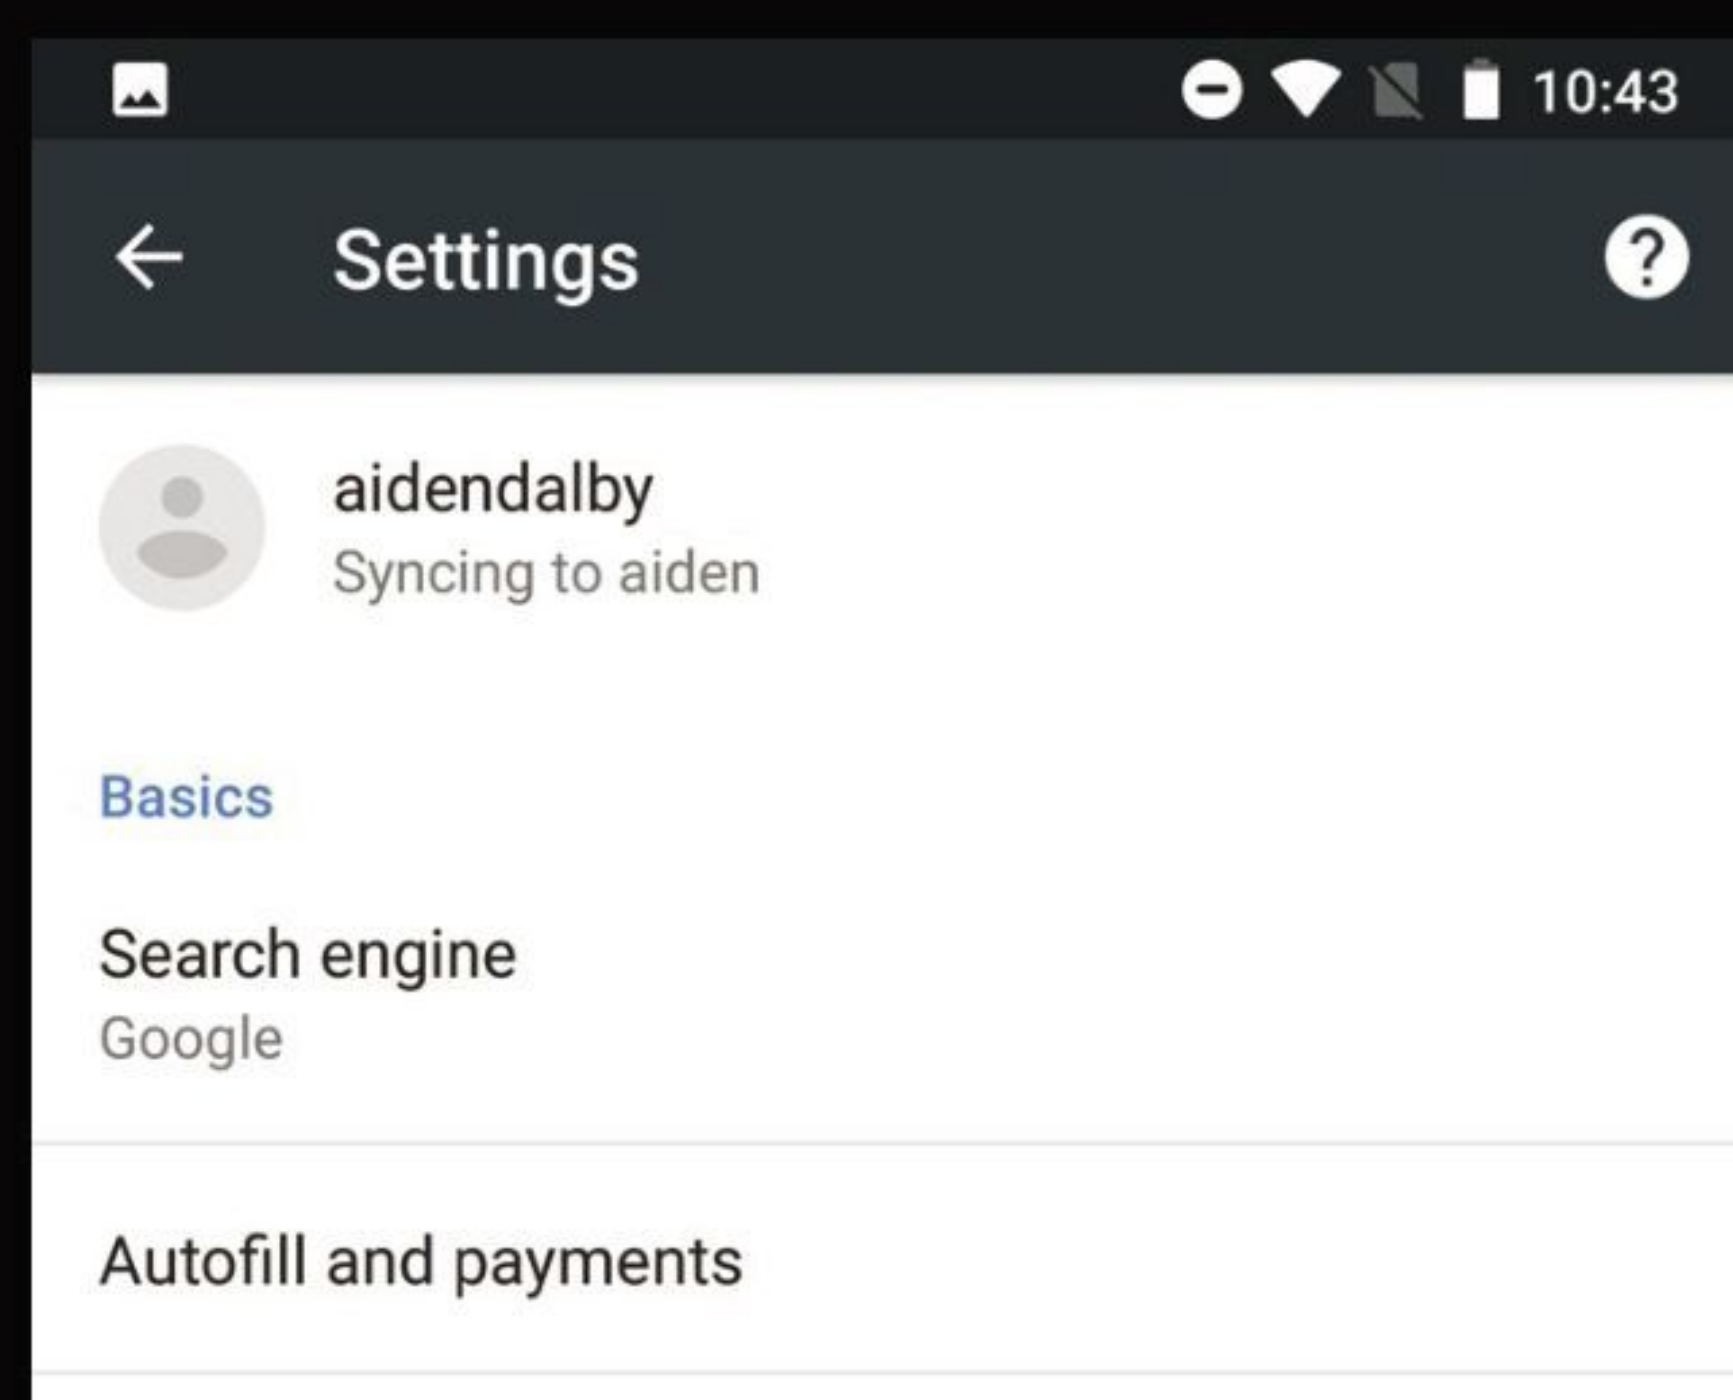 10:43
Settings
aidendalby
Syncing to aiden
Basics
Search engine
Google
Autofill and payments